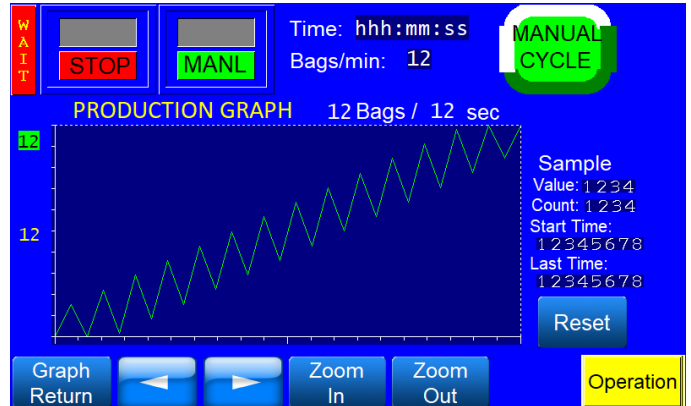 WAIT
STOP
MANL
Time: hhh:mm:ss
Bags/min: 12
MANUAL
CYCLE
PRODUCTION GRAPH 12 Bags / 12 sec
12
12
Sample
Value: 1234
Count: 1234
Start Time:
12345678
Last Time:
12345678
Reset
Graph
Return
Zoom
In
Zoom
Out
Operation